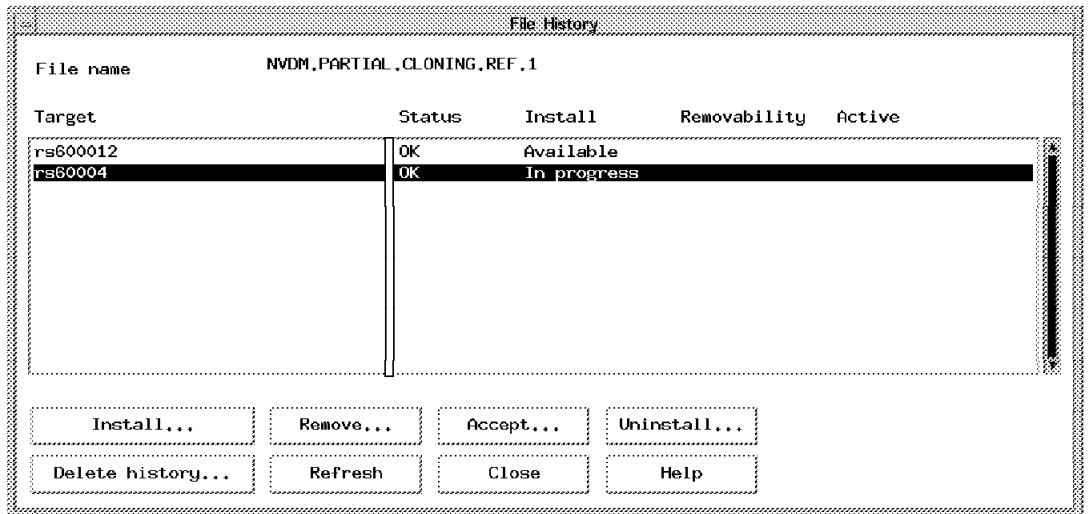 File History
File name NVDM.PARTIAL.CLONING.REF.1
Target Status Install Removability Active
rs600012 OK Available
rs60004 OK In progress
Install... Remove... Accept... Uninstall...
Delete history... Refresh Close Help